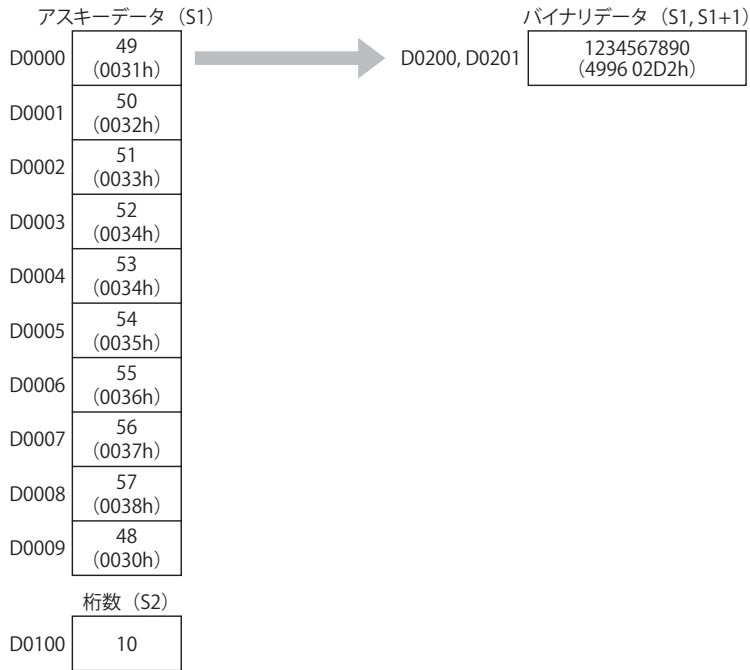 アスキーデータ（S1）
バイナリデータ（S1, S1+1）
D0000
49
（0031h）
D0200, D0201
1234567890
（4996 02D2h）
D0001
50
（0032h）
D0002
51
（0033h）
D0003
52
（0034h）
D0004
53
（0034h）
D0005
54
（0035h）
D0006
55
（0036h）
D0007
56
（0037h）
D0008
57
（0038h）
D0009
48
（0030h）
桁数（S2）
D0100
10